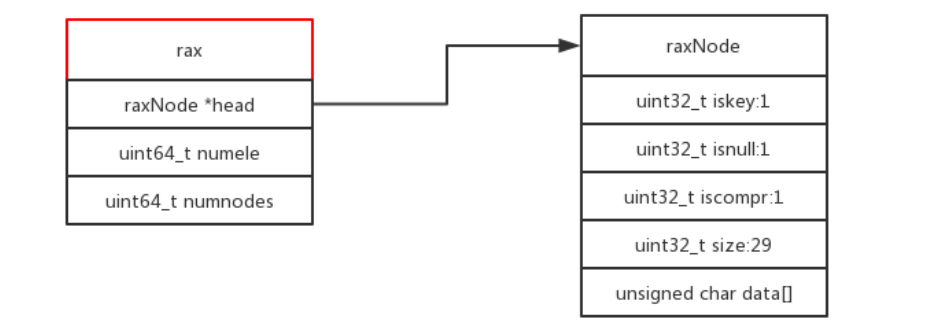 rax
raxNode *head
uint64_t numele
uint64_t numnodes
raxNode
uint32_t iskey:1
uint32_t isnull:1
uint32_t iscompr:1
uint32_t size:29
unsigned char data[]